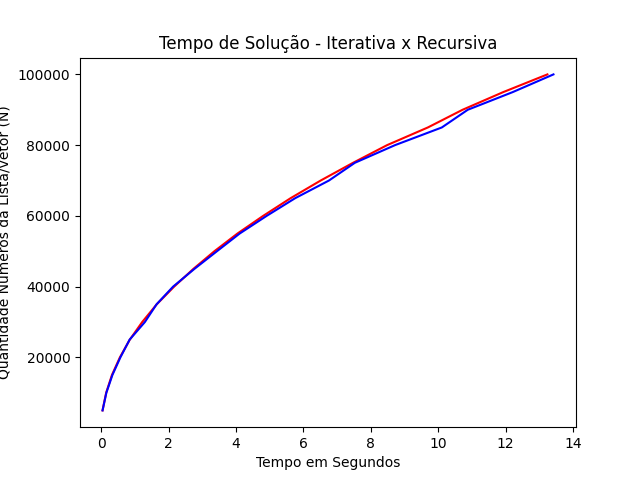 Tempo de Solução - Iterativa x Recursiva
Quantidade Números da Lista/Vetor (N)
100000
80000
60000
40000
20000
0 2 4 6 8 10 12 14
Tempo em Segundos